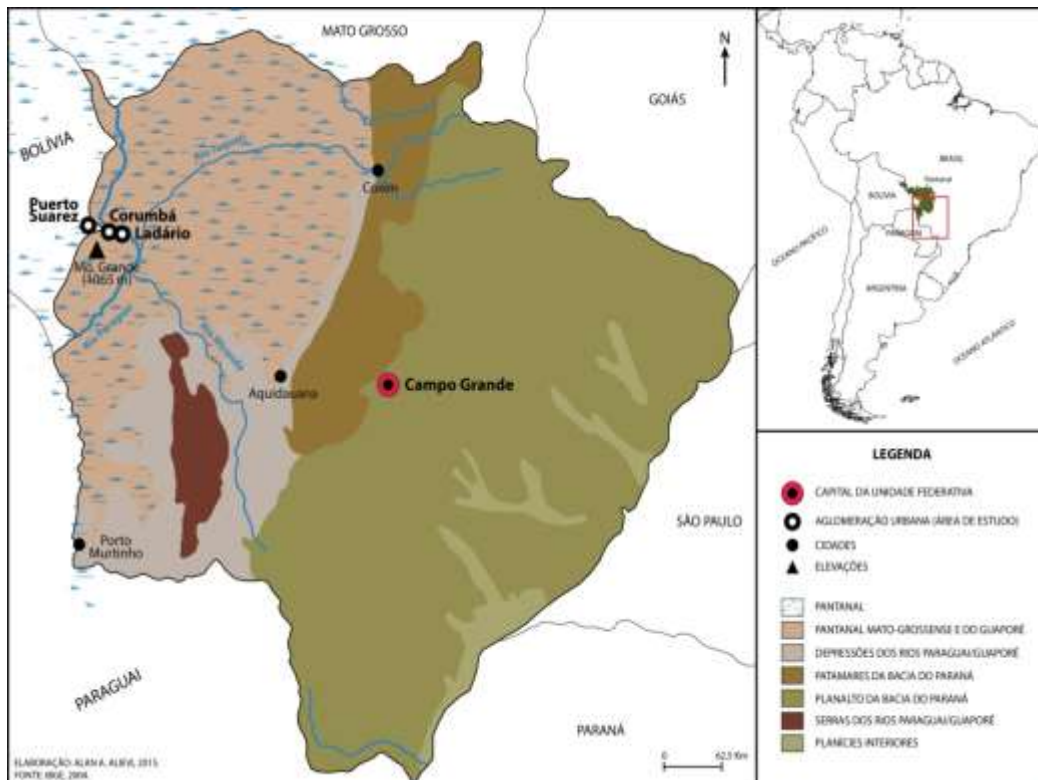 MATO GROSSO
N
GOIÁS
BOLÍVIA
Puerto
Suarez
Corumbá
Ladário
Mo. Grande
(1065 m)
Rio Paraguai
Coxim
Aquidauana
Campo Grande
Porto
Murtinho
PARAGUAI
SÃO PAULO
PARANÁ
0 62,5 Km
ELABORAÇÃO: ALAN A. ALIEVI, 2015.
FONTE: IBGE, 2006.
BRASIL
Pantanal
BOLÍVIA
ARGENTINA
OCEANO PACÍFICO
OCEANO ATLÂNTICO
LEGENDA
CAPITAL DA UNIDADE FEDERATIVA
AGLOMERAÇÃO URBANA (ÁREA DE ESTUDO)
CIDADES
ELEVAÇÕES
PANTANAL
PANTANAL MATO-GROSSENSE E DO GUAPORÉ
DEPRESSÕES DOS RIOS PARAGUAI/GUAPORÉ
PATAMARES DA BACIA DO PARANÁ
PLANALTO DA BACIA DO PARANÁ
SERRAS DOS RIOS PARAGUAI/GUAPORÉ
PLANÍCIES INTERIORES